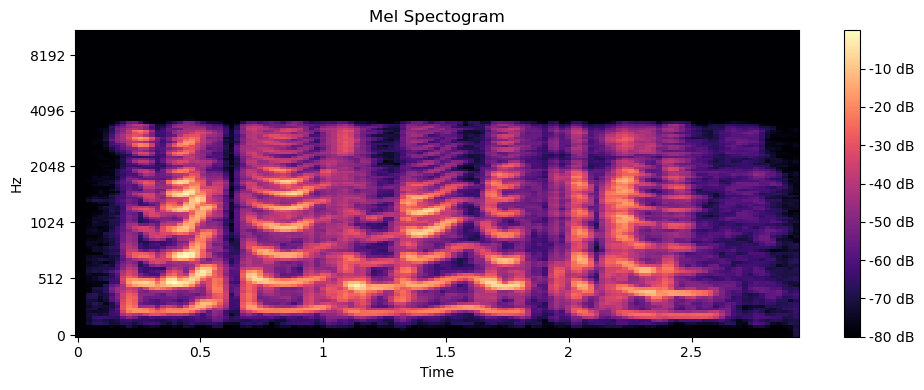 Mel Spectogram
8192
4096
2048
1024
512
0
Hz
0
0.5
1
1.5
2
2.5
Time
-10 dB
-20 dB
-30 dB
-40 dB
-50 dB
-60 dB
-70 dB
-80 dB